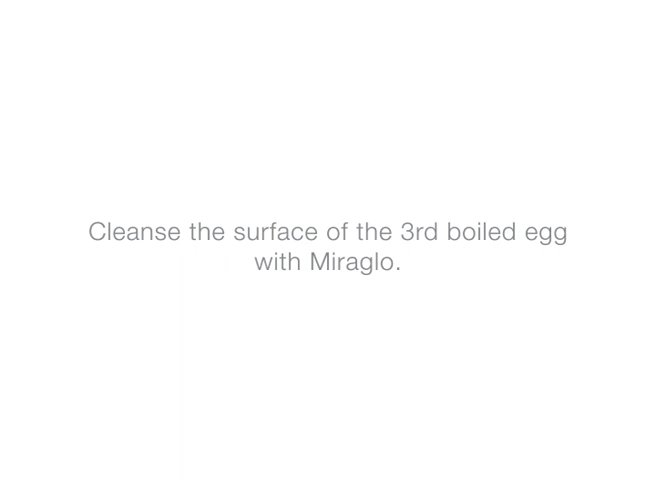 Cleanse the surface of the 3rd boiled egg
with Miraglo.